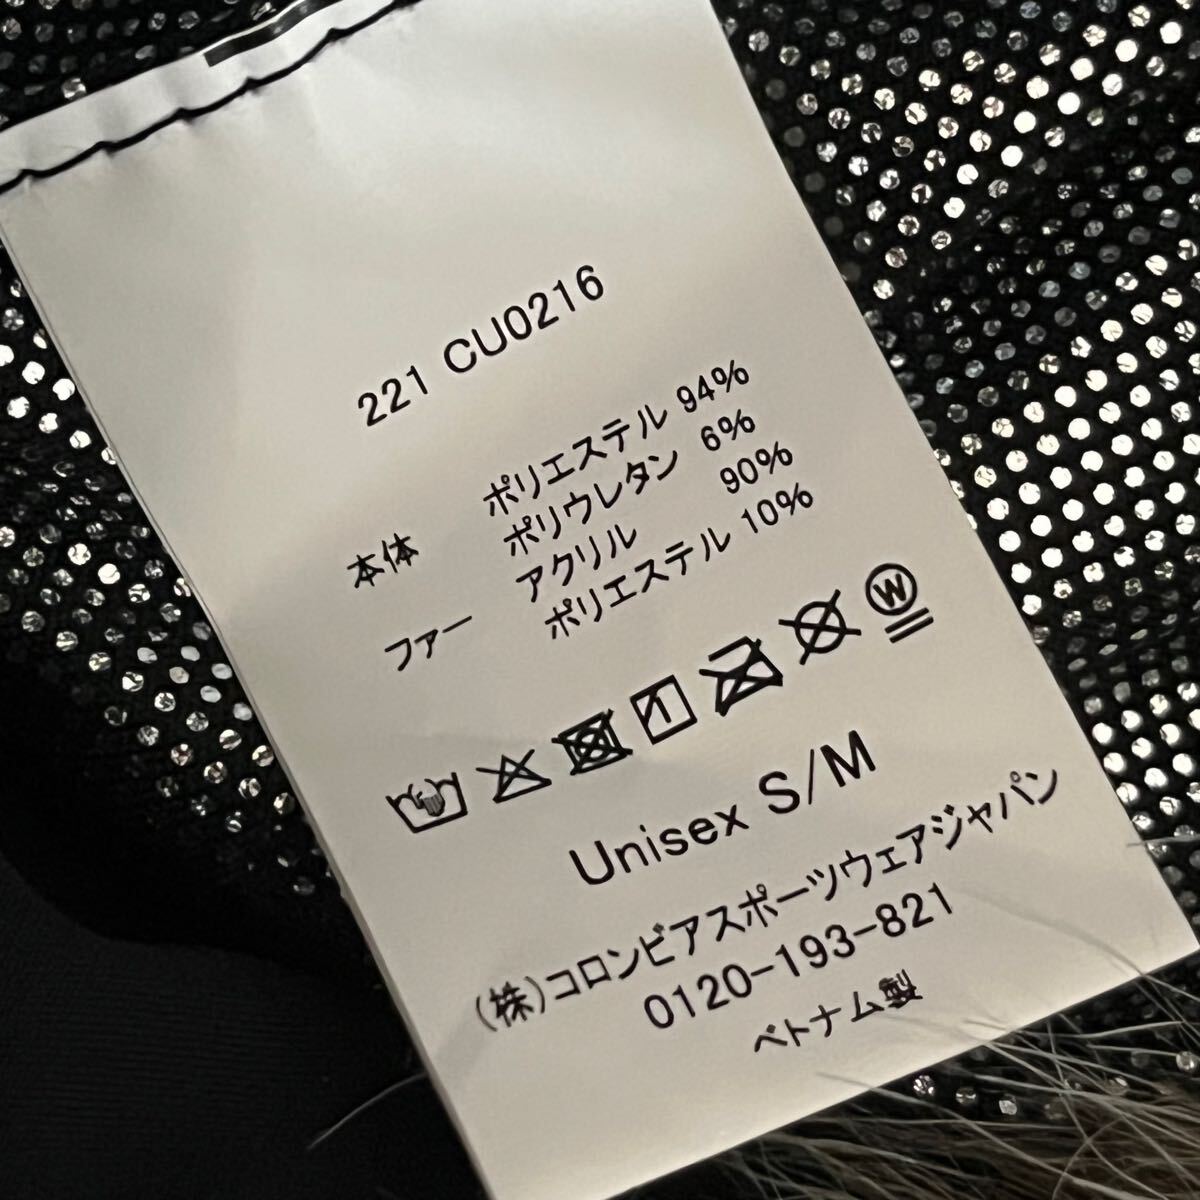 221 CU0216
本体 ポリエステル 94%
ポリウレタン 6%
ファー アクリル 90%
ポリエステル 10%
W
Unisex S/M
(株)コロンビアスポーツウェアジャパン
0120-193-821
ベトナム製